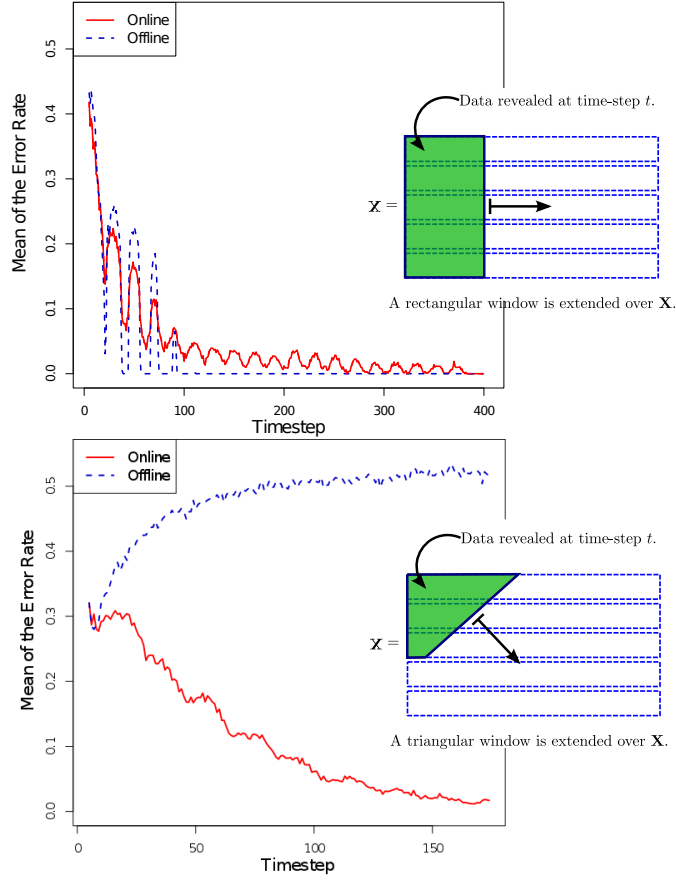 Online
Offline
0.5
0.4
0.3
0.2
0.1
0.0
Mean of the Error Rate
0 100 200 300 400
Timestep
Data revealed at time-step t.
X =
A rectangular window is extended over X.
Online
Offline
0.5
0.4
0.3
0.2
0.1
0.0
Mean of the Error Rate
0 50 100 150
Timestep
Data revealed at time-step t.
X =
A triangular window is extended over X.